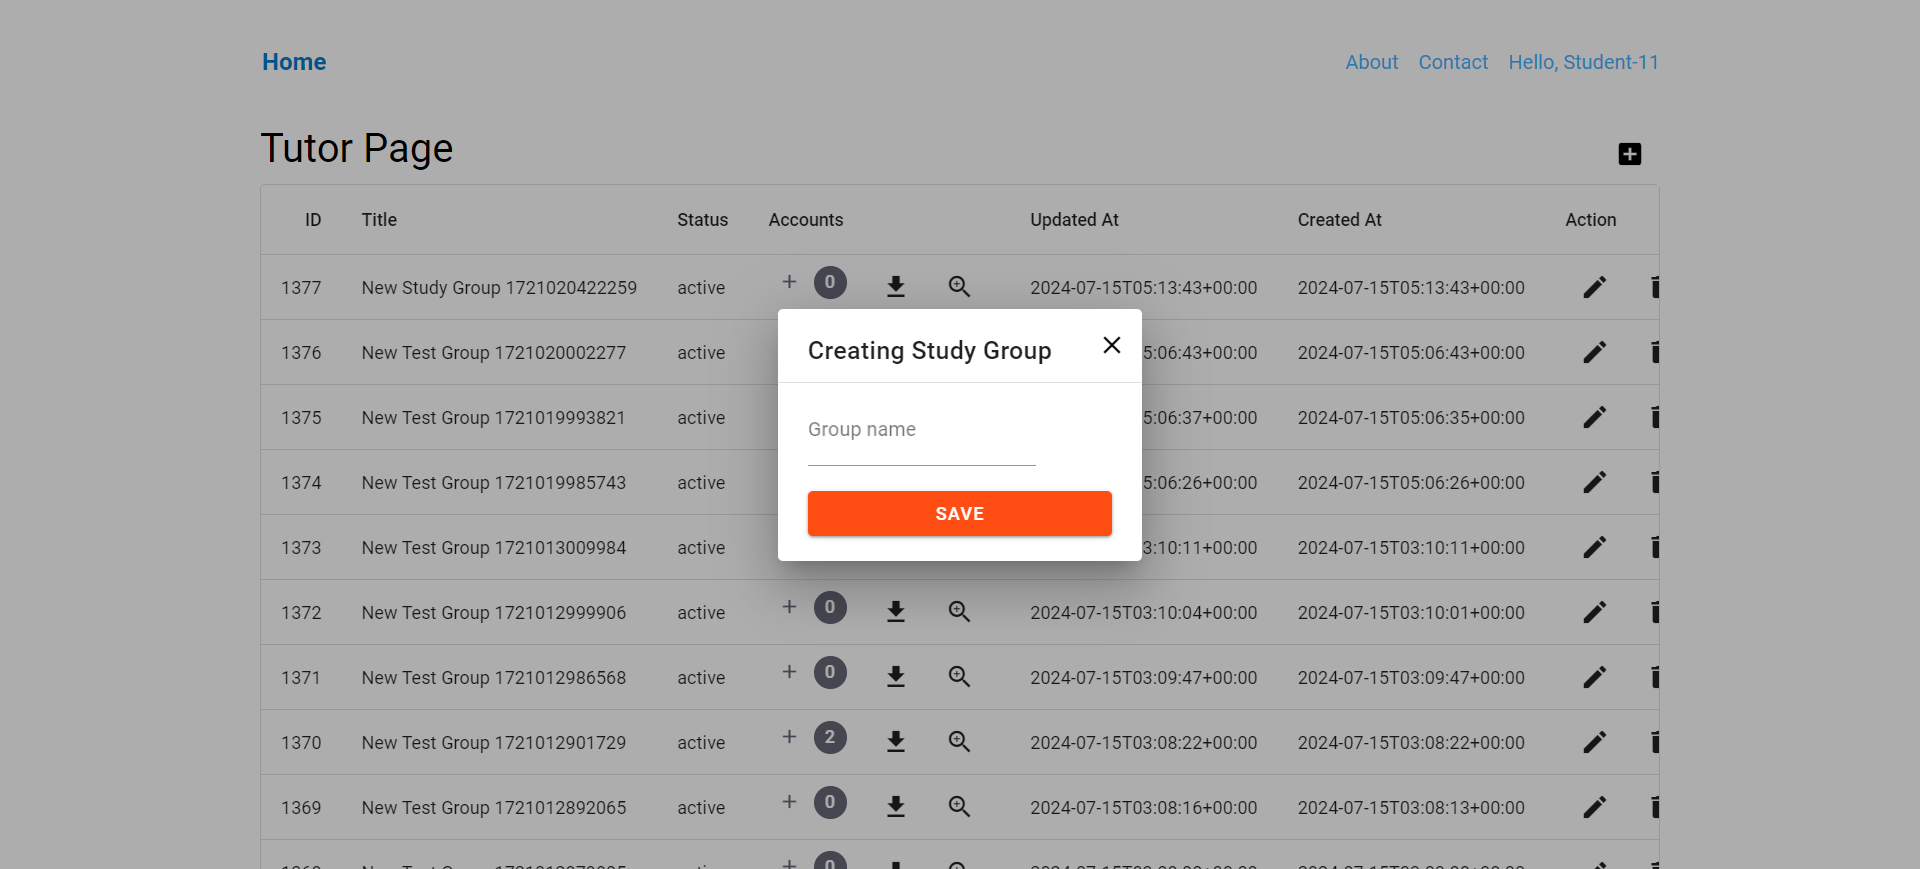 Home About Contact Hello, Student-11
Tutor Page
ID Title Status Accounts Updated At Created At Action
1377 New Study Group 1721020422259 active + 0 2024-07-15T05:13:43+00:00 2024-07-15T05:13:43+00:00
1376 New Test Group 1721020002277 active 5:06:43+00:00 2024-07-15T05:06:43+00:00
1375 New Test Group 1721019993821 active 5:06:37+00:00 2024-07-15T05:06:35+00:00
1374 New Test Group 1721019985743 active 5:06:26+00:00 2024-07-15T05:06:26+00:00
1373 New Test Group 1721013009984 active 3:10:11+00:00 2024-07-15T03:10:11+00:00
1372 New Test Group 1721012999906 active + 0 2024-07-15T03:10:04+00:00 2024-07-15T03:10:01+00:00
1371 New Test Group 1721012986568 active + 0 2024-07-15T03:09:47+00:00 2024-07-15T03:09:47+00:00
1370 New Test Group 1721012901729 active + 2 2024-07-15T03:08:22+00:00 2024-07-15T03:08:22+00:00
1369 New Test Group 1721012892065 active + 0 2024-07-15T03:08:16+00:00 2024-07-15T03:08:13+00:00
Creating Study Group
Group name
SAVE